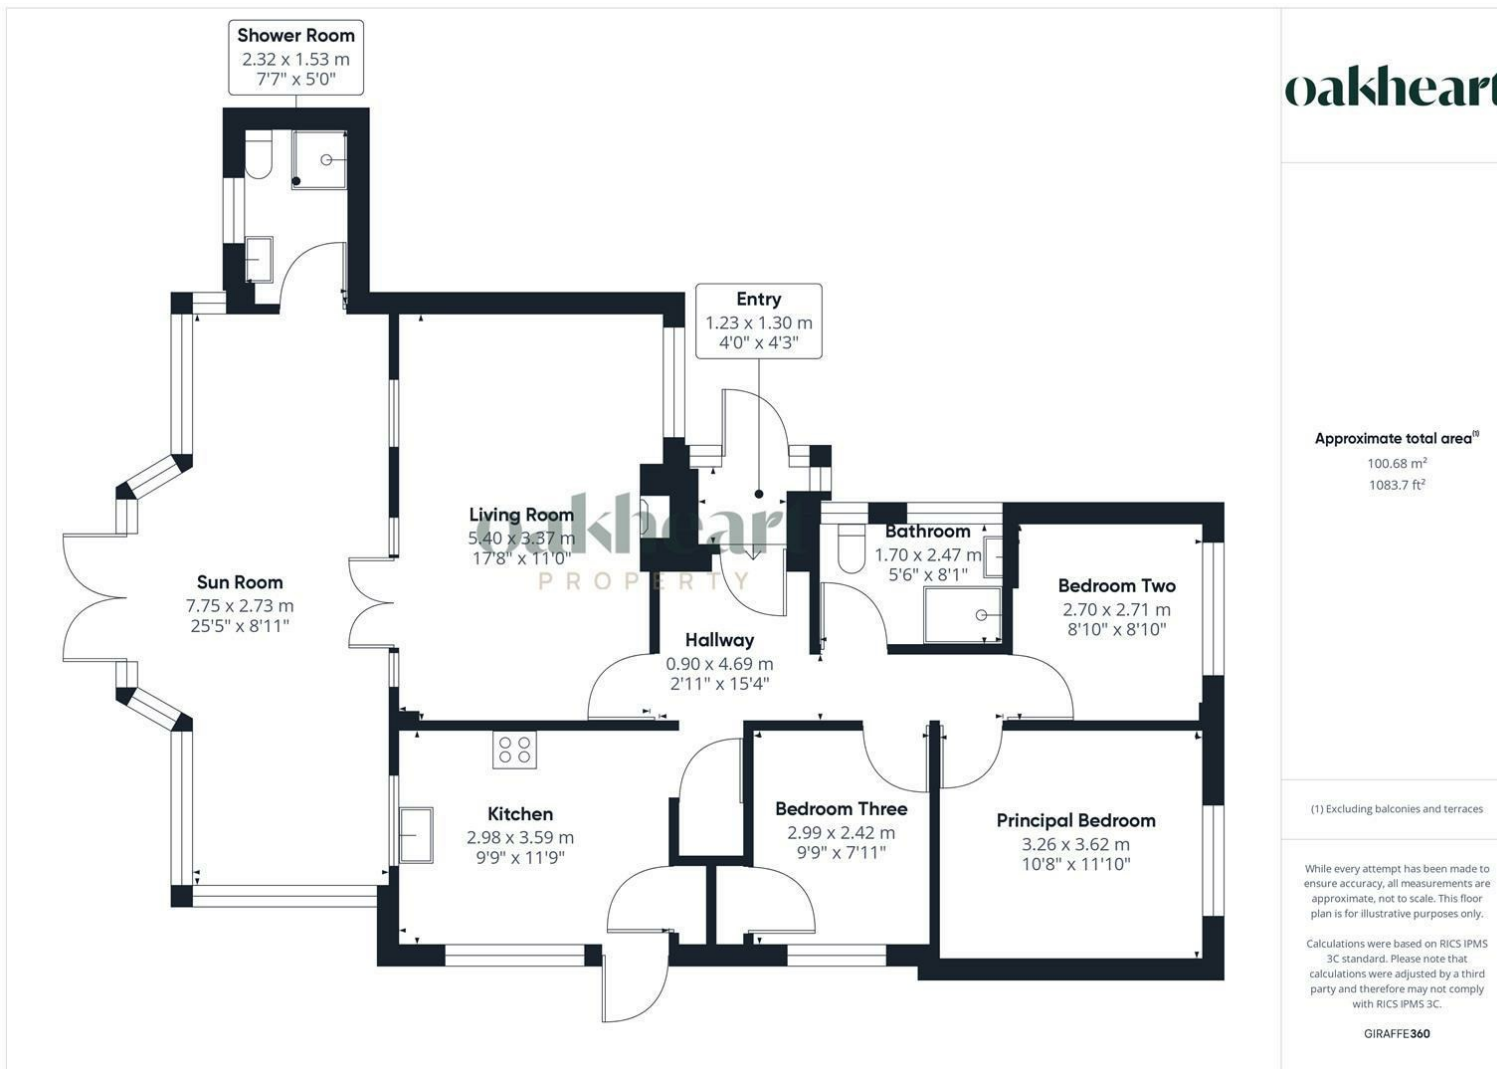 Shower Room
2.32 x 1.53 m
7'7" x 5'0"
Entry
1.23 x 1.30 m
4'0" x 4'3"
Living Room
5.40 x 3.37 m
17'8" x 11'0"
oakheart
PROPERTY
Sun Room
7.75 x 2.73 m
25'5" x 8'11"
Bathroom
1.70 x 2.47 m
5'6" x 8'1"
Bedroom Two
2.70 x 2.71 m
8'10" x 8'10"
Hallway
0.90 x 4.69 m
2'11" x 15'4"
Kitchen
2.98 x 3.59 m
9'9" x 11'9"
Bedroom Three
2.99 x 2.42 m
9'9" x 7'11"
Principal Bedroom
3.26 x 3.62 m
10'8" x 11'10"
oakheart
Approximate total area(1)
100.68 m²
1083.7 ft²
(1) Excluding balconies and terraces
While every attempt has been made to
ensure accuracy, all measurements are
approximate, not to scale. This floor
plan is for illustrative purposes only.
Calculations were based on RICS IPMS
3C standard. Please note that
calculations were adjusted by a third
party and therefore may not comply
with RICS IPMS 3C.
GIRAFFE360